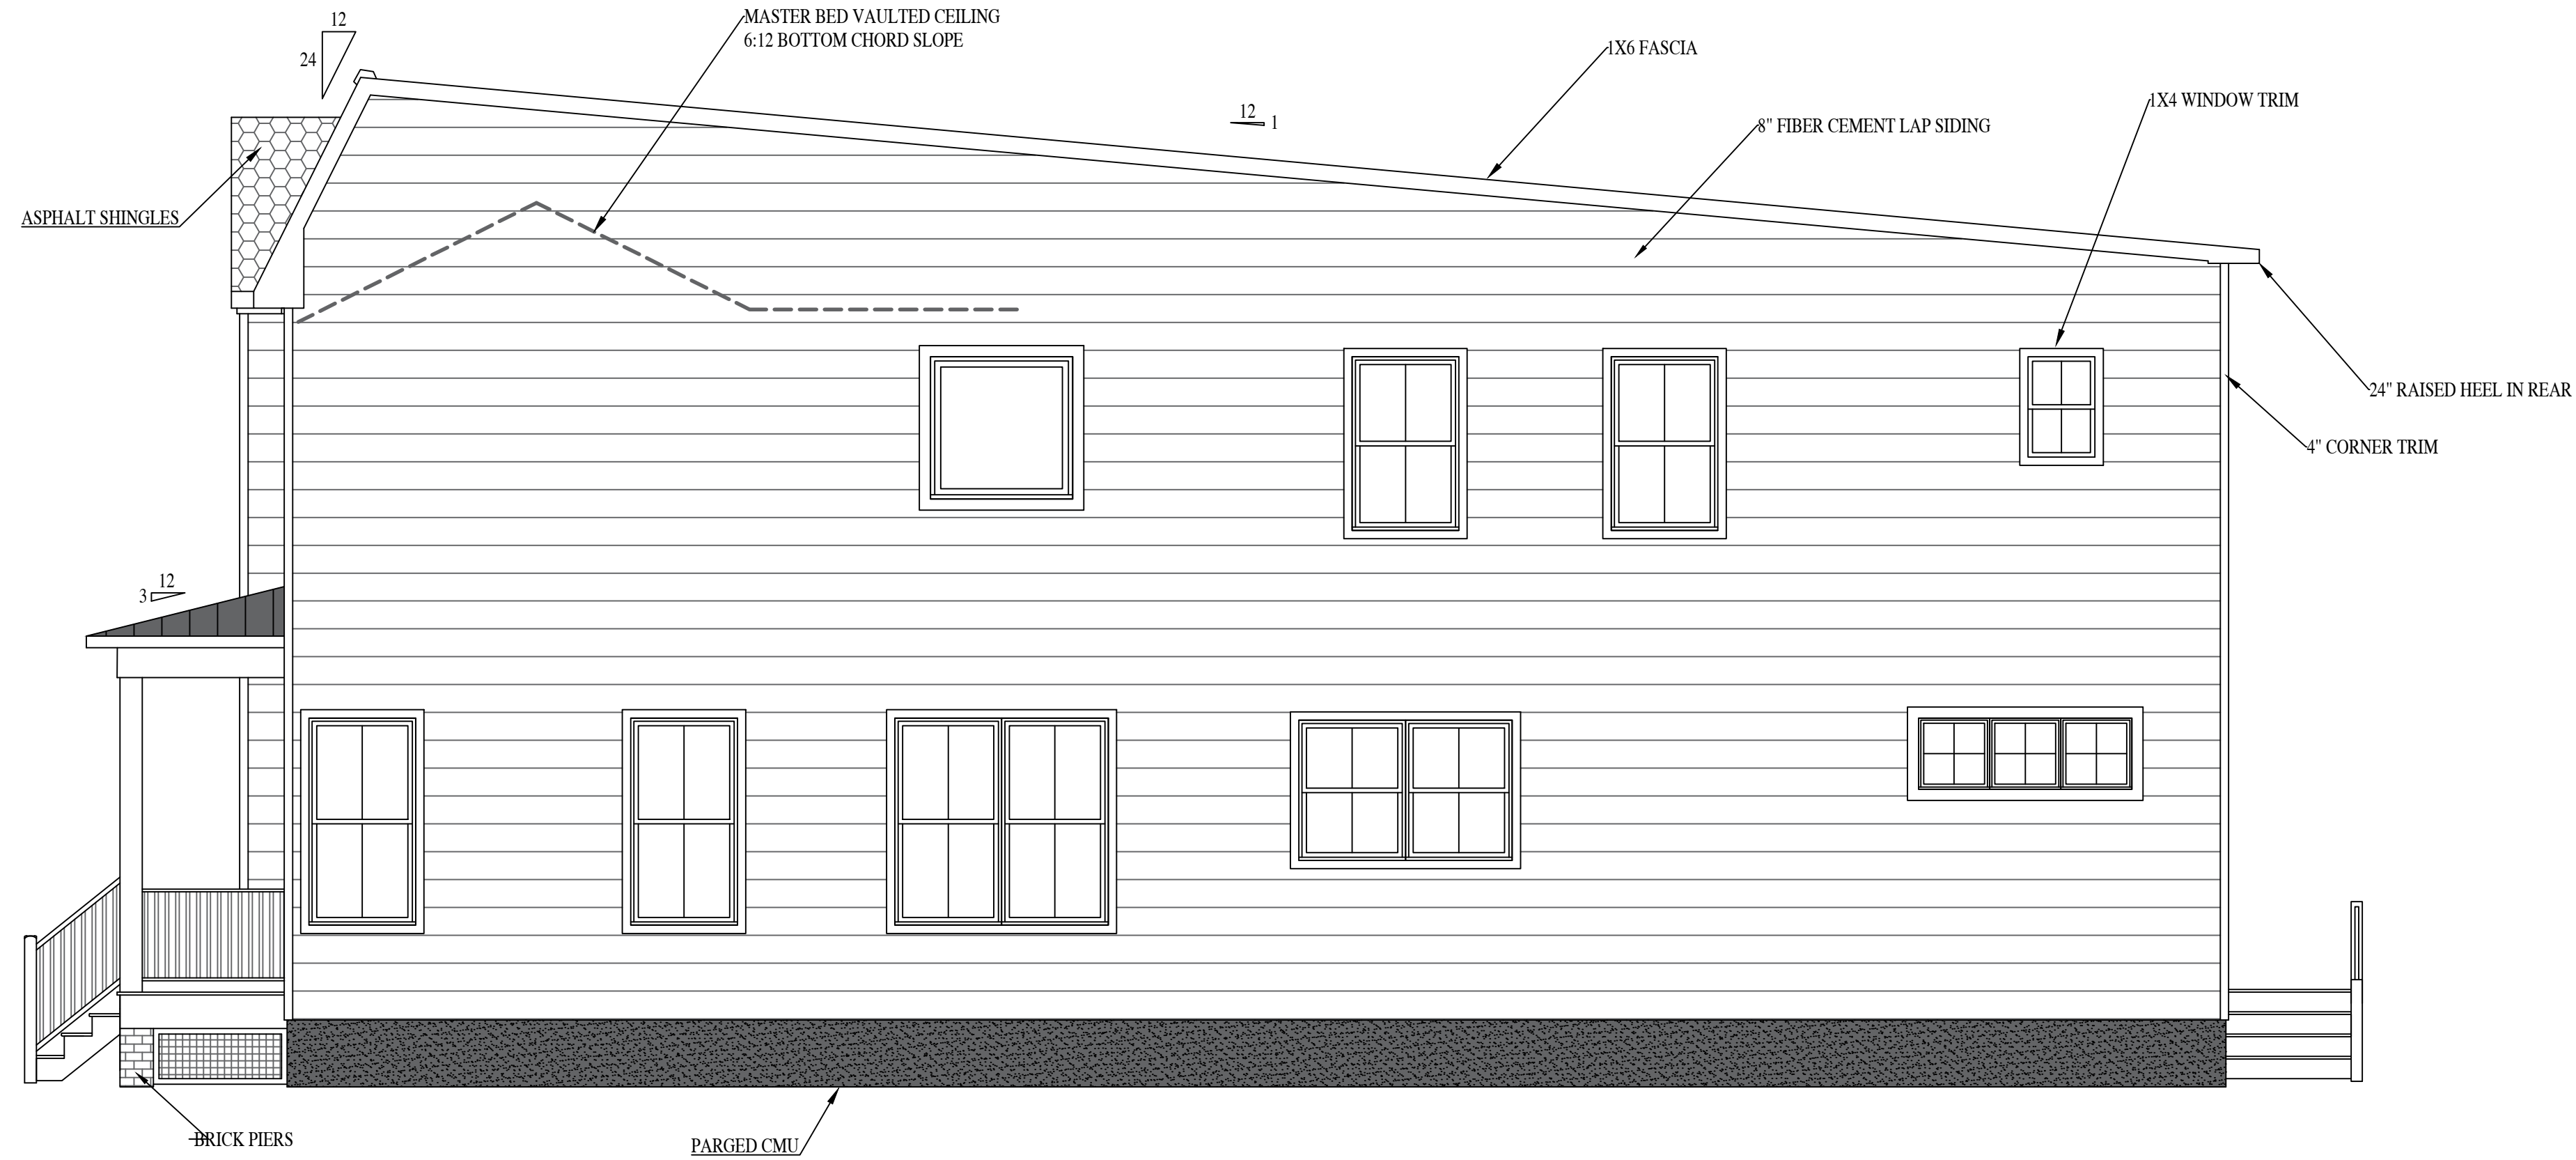 12
24
MASTER BED VAULTED CEILING
6:12 BOTTOM CHORD SLOPE
1X6 FASCIA
1X4 WINDOW TRIM
12
1
8" FIBER CEMENT LAP SIDING
ASPHALT SHINGLES
24" RAISED HEEL IN REAR
4" CORNER TRIM
12
3
BRICK PIERS
PARGED CMU